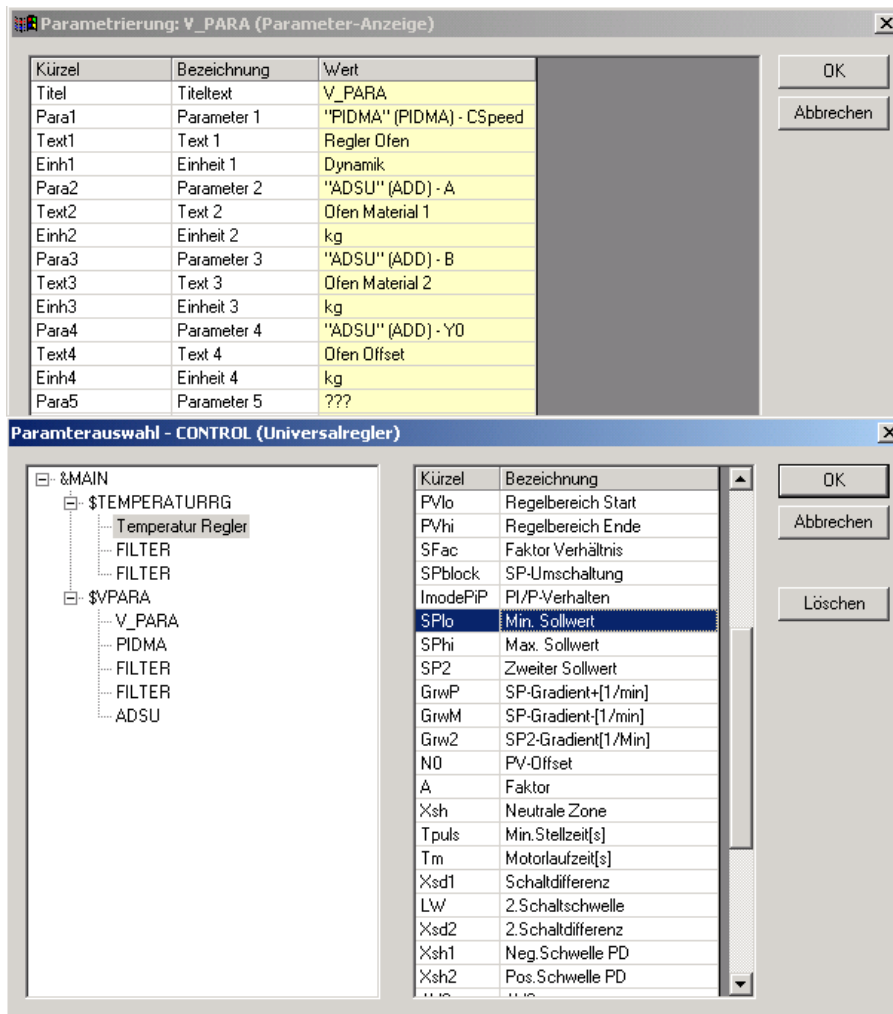 Parametrierung: V_PARA (Parameter-Anzeige)
Kürzel Bezeichnung Wert
OK
Titel Titeltext V_PARA
Para1 Parameter 1 "PIDMA" (PIDMA) - CSpeed
Abbrechen
Text1 Text 1 Regler Ofen
Einh1 Einheit 1 Dynamik
Para2 Parameter 2 "ADSU" (ADD) - A
Text2 Text 2 Ofen Material 1
Einh2 Einheit 2 kg
Para3 Parameter 3 "ADSU" (ADD) - B
Text3 Text 3 Ofen Material 2
Einh3 Einheit 3 kg
Para4 Parameter 4 "ADSU" (ADD) - Y0
Text4 Text 4 Ofen Offset
Einh4 Einheit 4 kg
Para5 Parameter 5 ???
Paramterauswahl - CONTROL (Universalregler)
&MAIN
$TEMPERATURRG
Temperatur Regler
FILTER
FILTER
$VPARA
V_PARA
PIDMA
FILTER
FILTER
ADSU
Kürzel Bezeichnung
PVlo Regelbereich Start
PVhi Regelbereich Ende
SFac Faktor Verhältnis
SPblock SP-Umschaltung
ImodePiP PI/P-Verhalten
SPlo Min. Sollwert
SPhi Max. Sollwert
SP2 Zweiter Sollwert
GrwP SP-Gradient+[1/min]
GrwM SP-Gradient-[1/min]
Grw2 SP2-Gradient[1/Min]
N0 PV-Offset
A Faktor
Xsh Neutrale Zone
Tpuls Min.Stellzeit[s]
Tm Motorlaufzeit[s]
Xsd1 Schaltdifferenz
LW 2.Schaltschwelle
Xsd2 2.Schaltdifferenz
Xsh1 Neg.Schwelle PD
Xsh2 Pos.Schwelle PD
OK
Abbrechen
Löschen